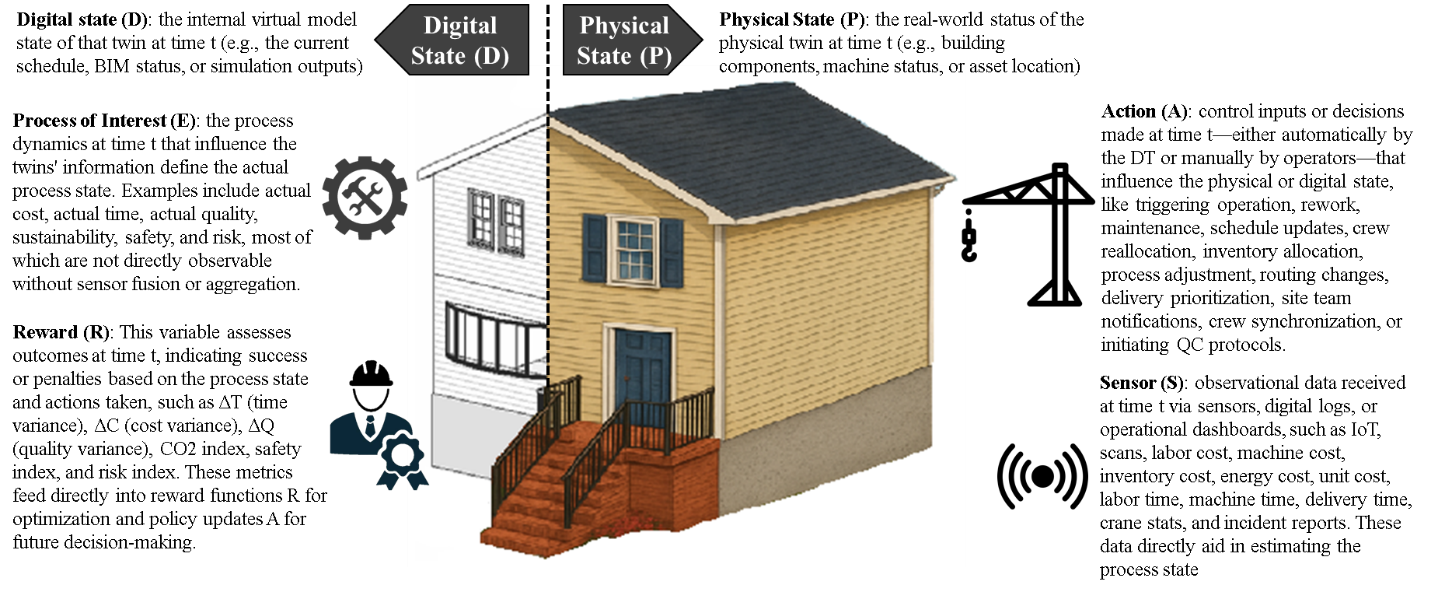 Digital state (D): the internal virtual model
state of that twin at time t (e.g., the current
schedule, BIM status, or simulation outputs)
Digital
State (D)
Physical
State (P)
Physical State (P): the real-world status of the
physical twin at time t (e.g., building
components, machine status, or asset location)
Process of Interest (E): the process
dynamics at time t that influence the
twins' information define the actual
process state. Examples include actual
cost, actual time, actual quality,
sustainability, safety, and risk, most of
which are not directly observable
without sensor fusion or aggregation.
Reward (R): This variable assesses
outcomes at time t, indicating success
or penalties based on the process state
and actions taken, such as ΔT (time
variance), ΔC (cost variance), ΔQ
(quality variance), CO2 index, safety
index, and risk index. These metrics
feed directly into reward functions R for
optimization and policy updates A for
future decision-making.
Action (A): control inputs or decisions
made at time t—either automatically by
the DT or manually by operators—that
influence the physical or digital state,
like triggering operation, rework,
maintenance, schedule updates, crew
reallocation, inventory allocation,
process adjustment, routing changes,
delivery prioritization, site team
notifications, crew synchronization, or
initiating QC protocols.
Sensor (S): observational data received
at time t via sensors, digital logs, or
operational dashboards, such as IoT,
scans, labor cost, machine cost,
inventory cost, energy cost, unit cost,
labor time, machine time, delivery time,
crane stats, and incident reports. These
data directly aid in estimating the
process state